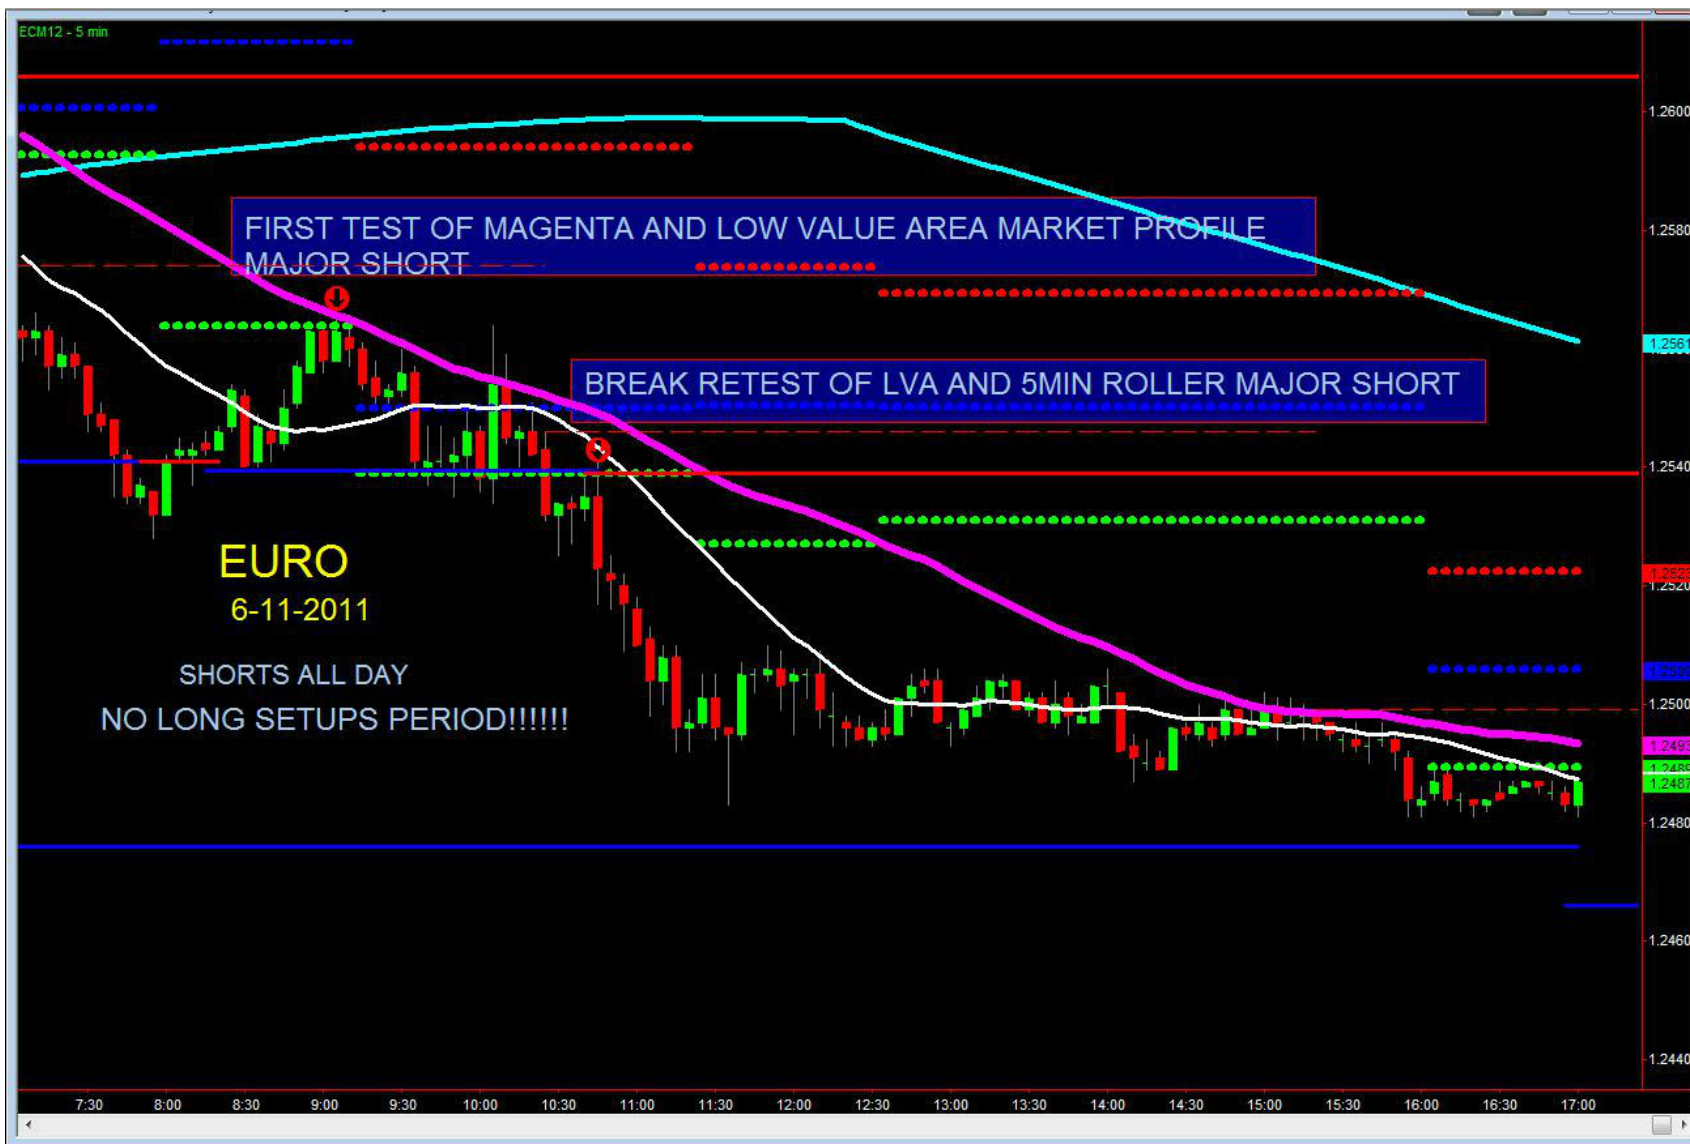 ECM12 - 5 min
1.2600
FIRST TEST OF MAGENTA AND LOW VALUE AREA MARKET PROFILE
MAJOR SHORT
1.2580
1.2561
BREAK RETEST OF LVA AND 5MIN ROLLER MAJOR SHORT
1.2540
EURO
6-11-2011
1.2520
SHORTS ALL DAY
NO LONG SETUPS PERIOD!!!!!!
1.2500
1.2493
1.2487
1.2480
1.2460
1.2440
7:30 8:00 8:30 9:00 9:30 10:00 10:30 11:00 11:30 12:00 12:30 13:00 13:30 14:00 14:30 15:00 15:30 16:00 16:30 17:00